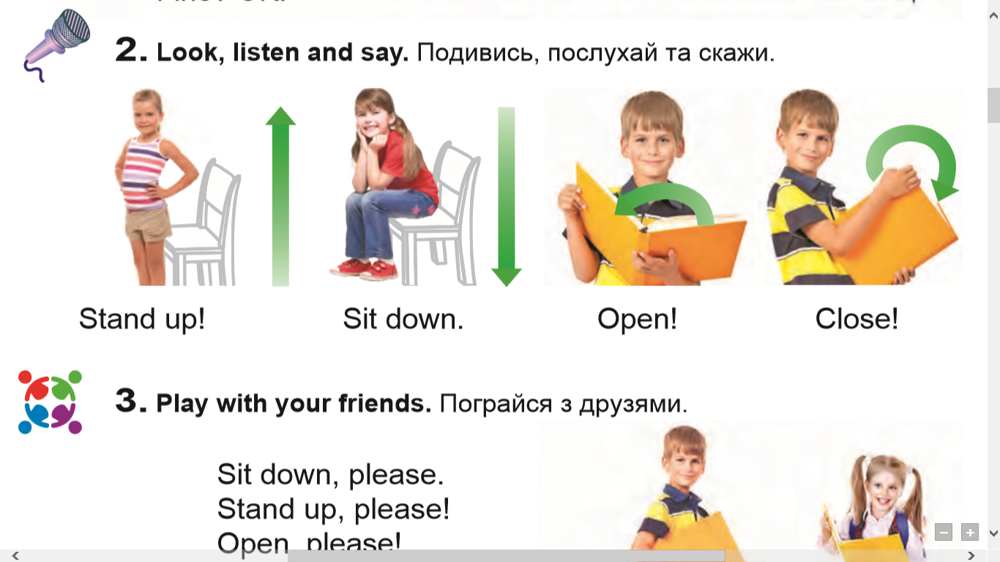 2. Look, listen and say. Подивись, послухай та скажи.
Stand up! Sit down. Open! Close!
3. Play with your friends. Пограйся з друзями.
Sit down, please.
Stand up, please!
Open, please!